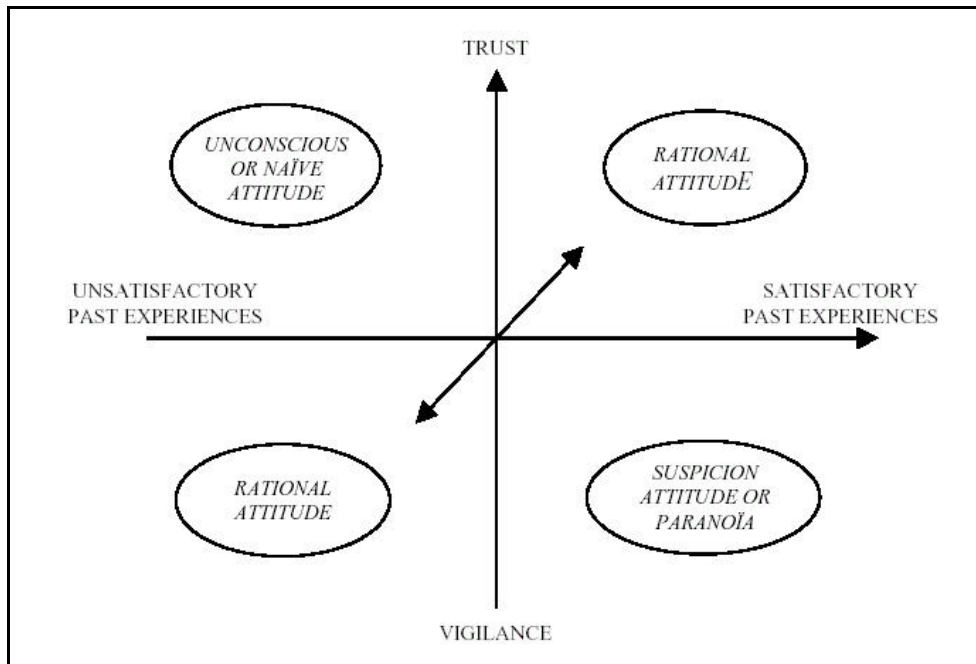 TRUST
UNCONSCIOUS
OR NAÏVE
ATTITUDE
RATIONAL
ATTITUDE
UNSATISFACTORY
PAST EXPERIENCES
SATISFACTORY
PAST EXPERIENCES
RATIONAL
ATTITUDE
SUSPICION
ATTITUDE OR
PARANOÏA
VIGILANCE